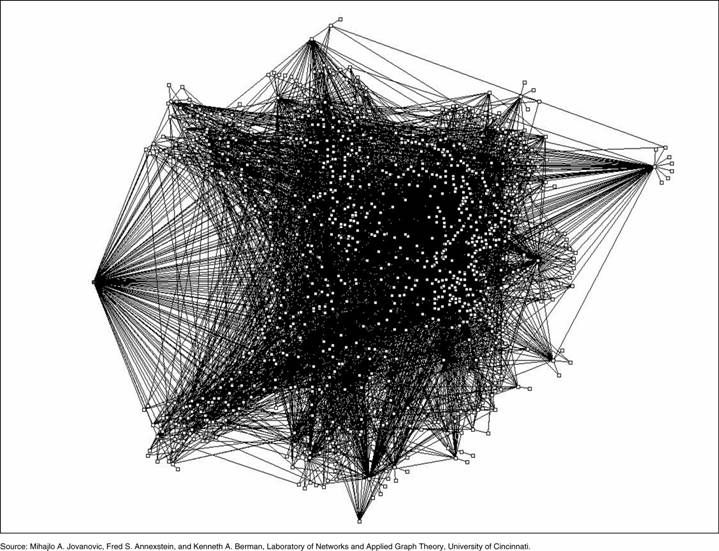 Source: Mihajlo A. Jovanovic, Fred S. Annexstein, and Kenneth A. Berman, Laboratory of Networks and Applied Graph Theory, University of Cincinnati.